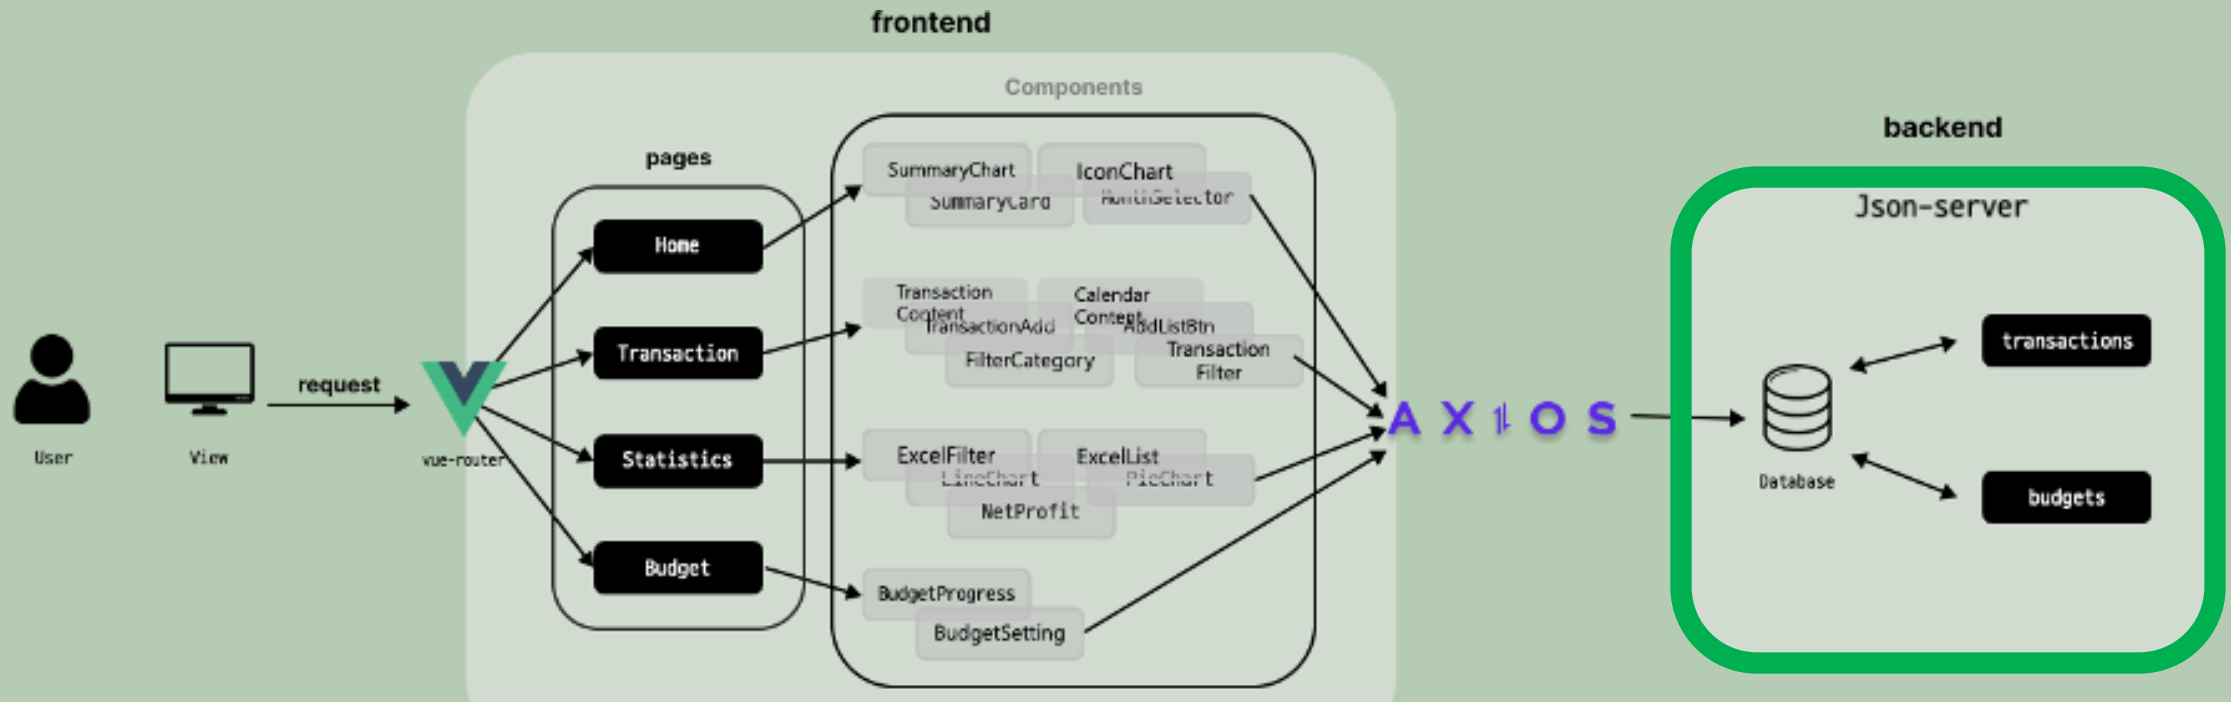 frontend
Components
backend
pages
Json-server
SummaryChart
IconChart
SummaryCard
MonthSelector
Home
Transaction
Content
Calendar
Content
TransactionAdd
AddListBtn
FilterCategory
Transaction
Filter
Transaction
transactions
request
AXIOS
User
View
vue-router
Statistics
ExcelFilter
ExcelList
LineChart
PieChart
NetProfit
Database
budgets
Budget
BudgetProgress
BudgetSetting